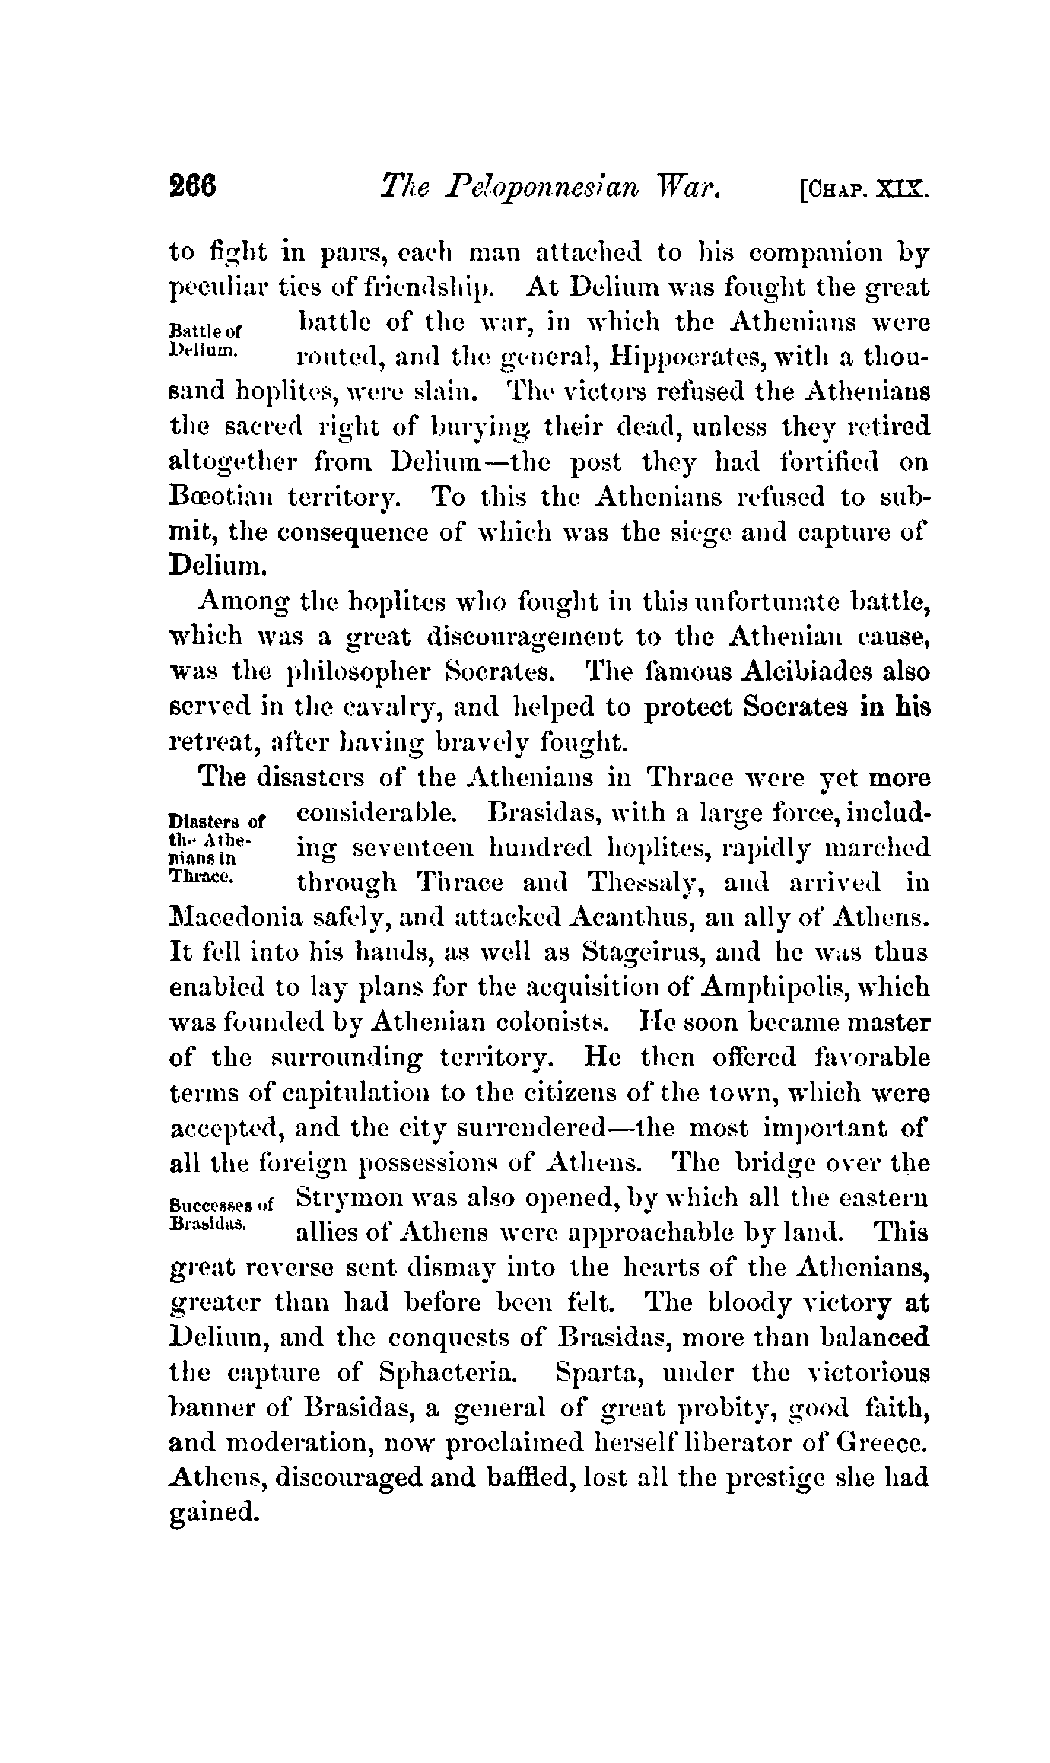 266 The Peloponnesian War. [CHAP. XIX.
to fight in pairs, each man attached to his companion by
peculiar ties of friendship. At Delium was fought the great
Battle of
Delium.
battle of the war, in which the Athenians were
routed, and the general, Hippocrates, with a thou-
sand hoplites, were slain. The victors refused the Athenians
the sacred right of burying their dead, unless they retired
altogether from Delium—the post they had fortified on
Bœotian territory. To this the Athenians refused to sub-
mit, the consequence of which was the siege and capture of
Delium.
Among the hoplites who fought in this unfortunate battle,
which was a great discouragement to the Athenian cause,
was the philosopher Socrates. The famous Alcibiades also
served in the cavalry, and helped to protect Socrates in his
retreat, after having bravely fought.
The disasters of the Athenians in Thrace were yet more
Diasters of
the Athe-
nians in
Thrace.
considerable. Brasidas, with a large force, includ-
ing seventeen hundred hoplites, rapidly marched
through Thrace and Thessaly, and arrived in
Macedonia safely, and attacked Acanthus, an ally of Athens.
It fell into his hands, as well as Stageirus, and he was thus
enabled to lay plans for the acquisition of Amphipolis, which
was founded by Athenian colonists. He soon became master
of the surrounding territory. He then offered favorable
terms of capitulation to the citizens of the town, which were
accepted, and the city surrendered—the most important of
all the foreign possessions of Athens. The bridge over the
Successes of
Brasidas.
Strymon was also opened, by which all the eastern
allies of Athens were approachable by land. This
great reverse sent dismay into the hearts of the Athenians,
greater than had before been felt. The bloody victory at
Delium, and the conquests of Brasidas, more than balanced
the capture of Sphacteria. Sparta, under the victorious
banner of Brasidas, a general of great probity, good faith,
and moderation, now proclaimed herself liberator of Greece.
Athens, discouraged and baffled, lost all the prestige she had
gained.